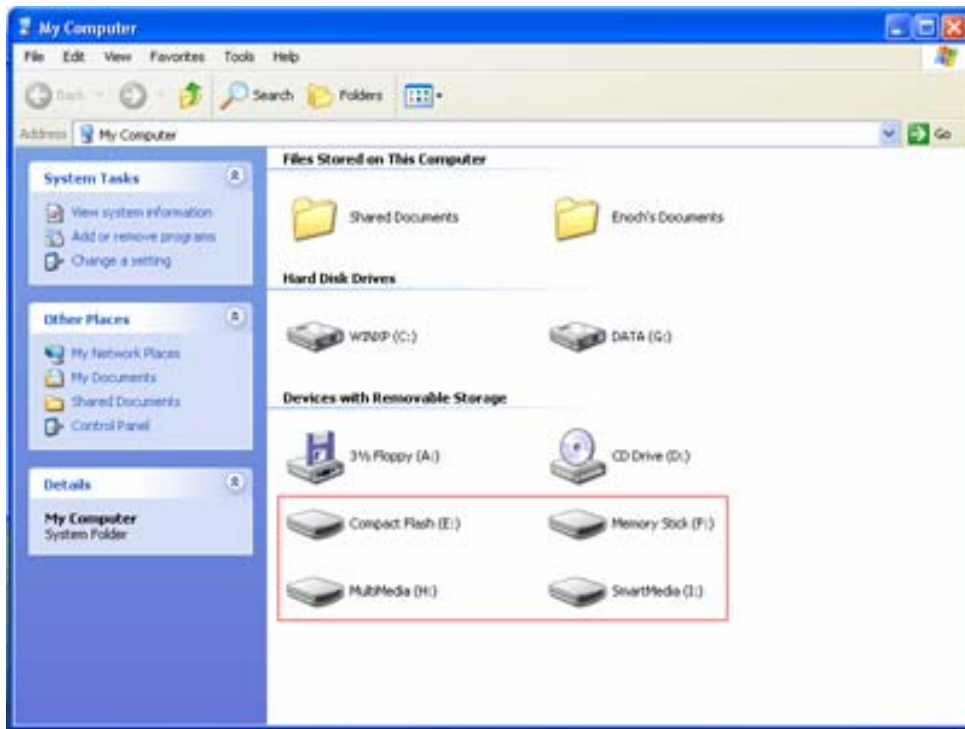 My Computer
File Edit View Favorites Tools Help
Back Search Folders
Address My Computer Go
System Tasks
View system information
Add or remove programs
Change a setting
Other Places
My Network Places
My Documents
Shared Documents
Control Panel
Details
My Computer
System Folder
Files Stored on This Computer
Shared Documents Enoch's Documents
Hard Disk Drives
WINXP (C:) DATA (G:)
Devices with Removable Storage
3½ Floppy (A:) CD Drive (D:)
Compact Flash (E:) Memory Stick (F:)
MultiMedia (H:) SmartMedia (I:)